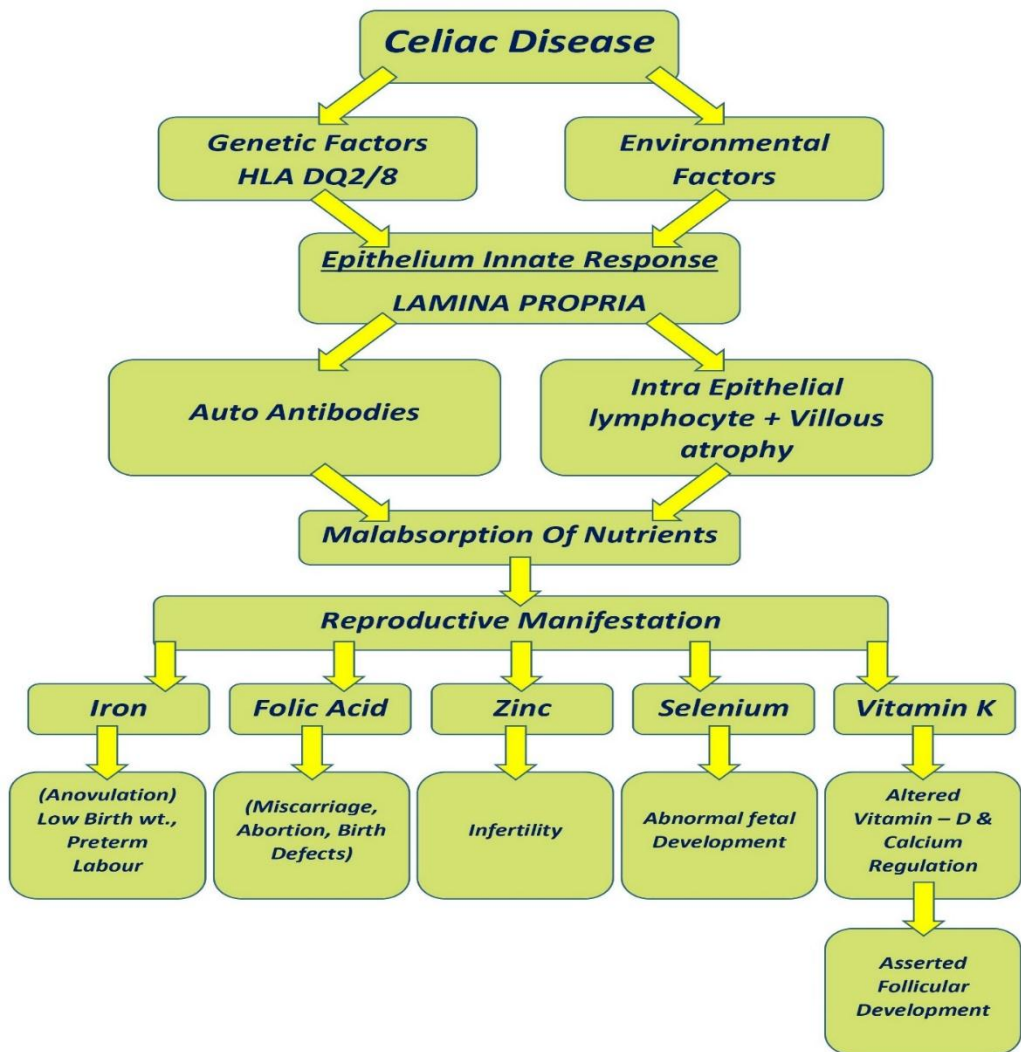 Celiac Disease
Genetic Factors
HLA DQ2/8
Environmental
Factors
Epithelium Innate Response
LAMINA PROPRIA
Auto Antibodies
Intra Epithelial
lymphocyte + Villous
atrophy
Malabsorption Of Nutrients
Reproductive Manifestation
Iron
Folic Acid
Zinc
Selenium
Vitamin K
(Anovulation)
Low Birth wt.,
Preterm
Labour
(Miscarriage,
Abortion, Birth
Defects)
Infertility
Abnormal fetal
Development
Altered
Vitamin – D &
Calcium
Regulation
Asserted
Follicular
Development